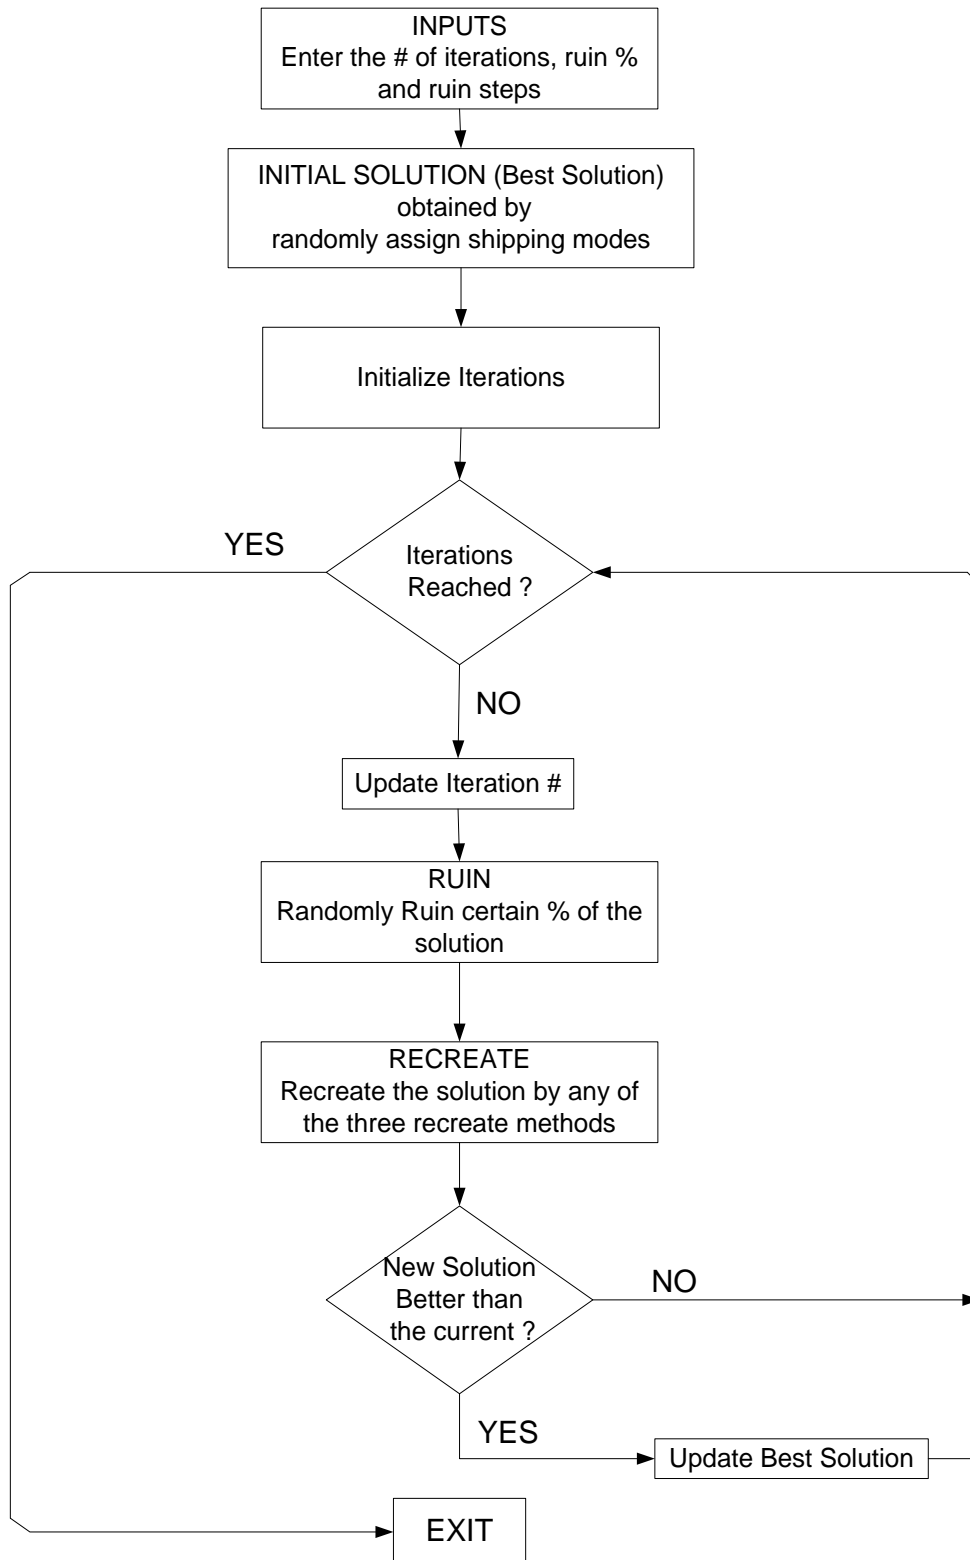 INPUTS
Enter the # of iterations, ruin %
and ruin steps
INITIAL SOLUTION (Best Solution)
obtained by
randomly assign shipping modes
Initialize Iterations
YES
Iterations
Reached ?
NO
Update Iteration #
RUIN
Randomly Ruin certain % of the
solution
RECREATE
Recreate the solution by any of
the three recreate methods
New Solution
Better than
the current ?
NO
YES
Update Best Solution
EXIT